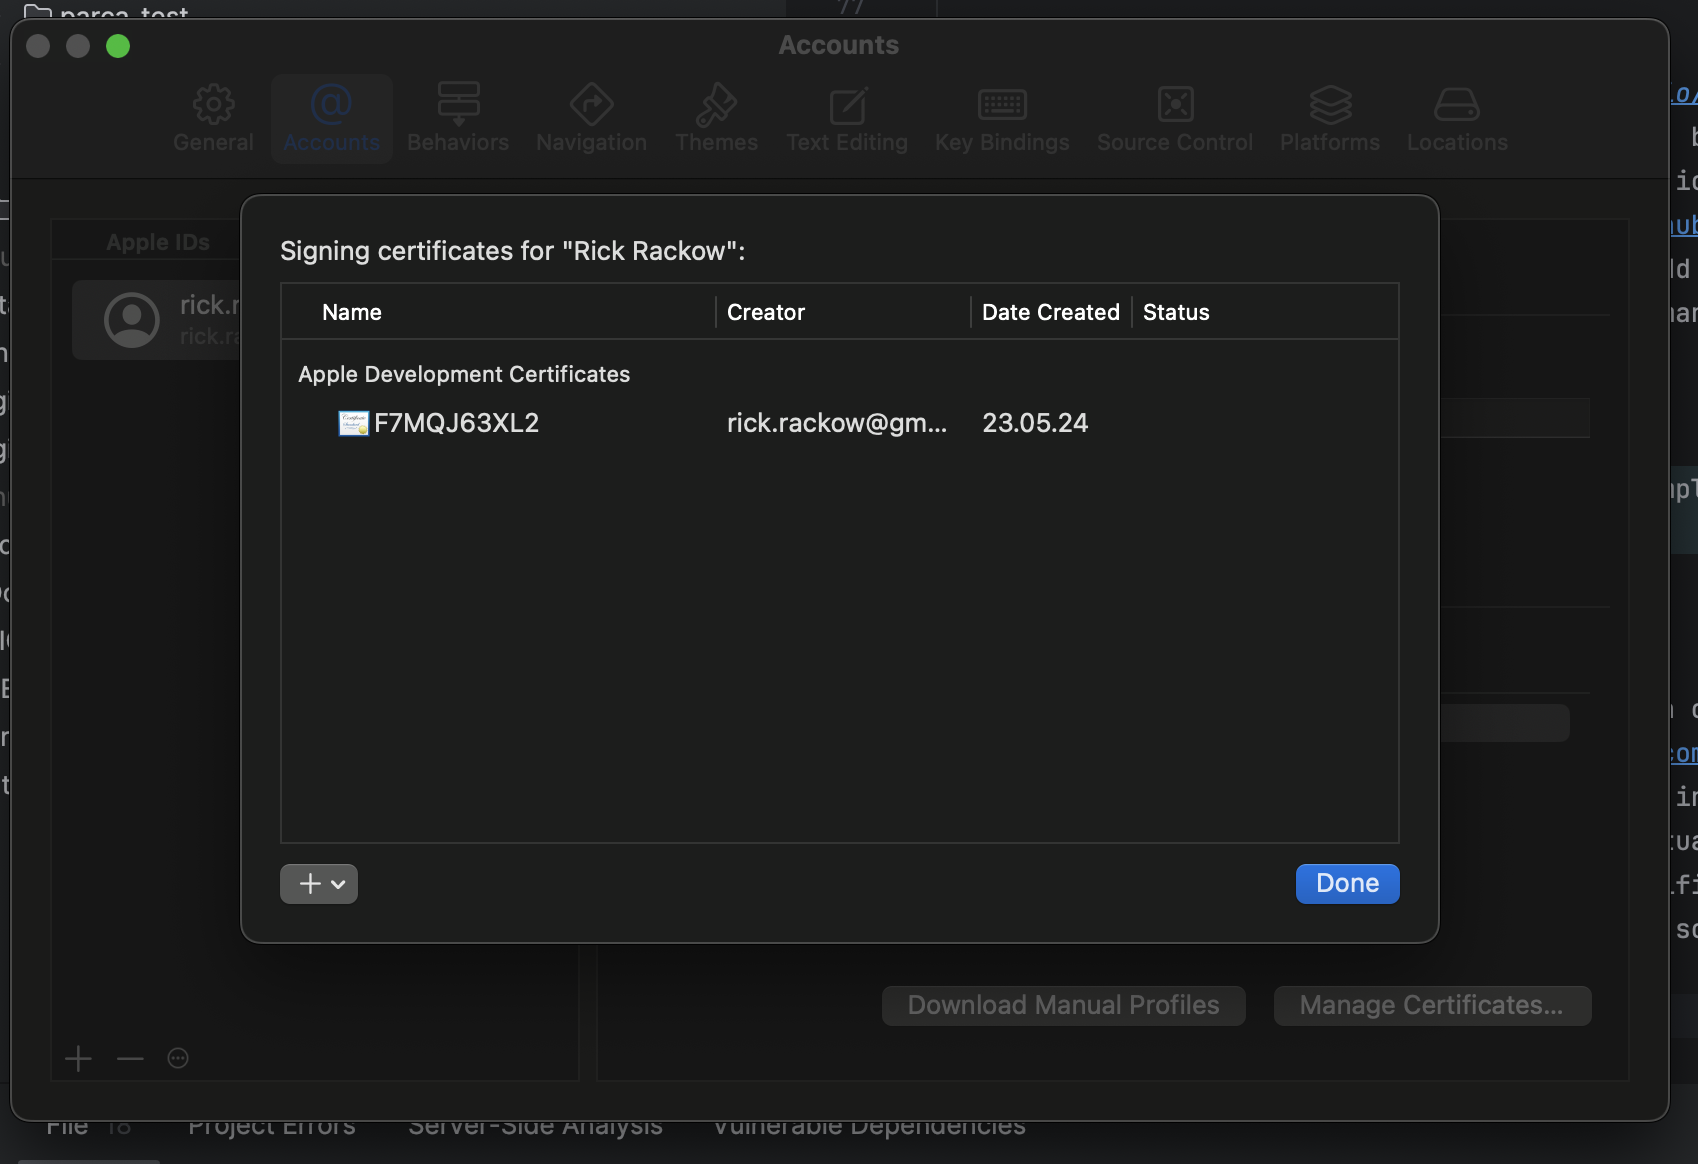 Accounts
General
Accounts
Behaviors
Navigation
Themes
Text Editing
Key Bindings
Source Control
Platforms
Locations
Apple IDs
rick.r
rick.ra
Signing certificates for "Rick Rackow":
Name Creator Date Created Status
Apple Development Certificates
F7MQJ63XL2 rick.rackow@gm... 23.05.24
Done
Download Manual Profiles
Manage Certificates...
File 18 Project Errors Server-Side Analysis Vulnerable Dependencies